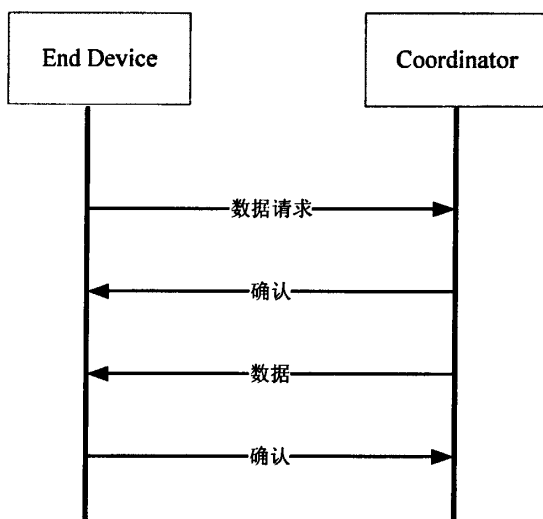 End Device
Coordinator
数据请求
确认
数据
确认